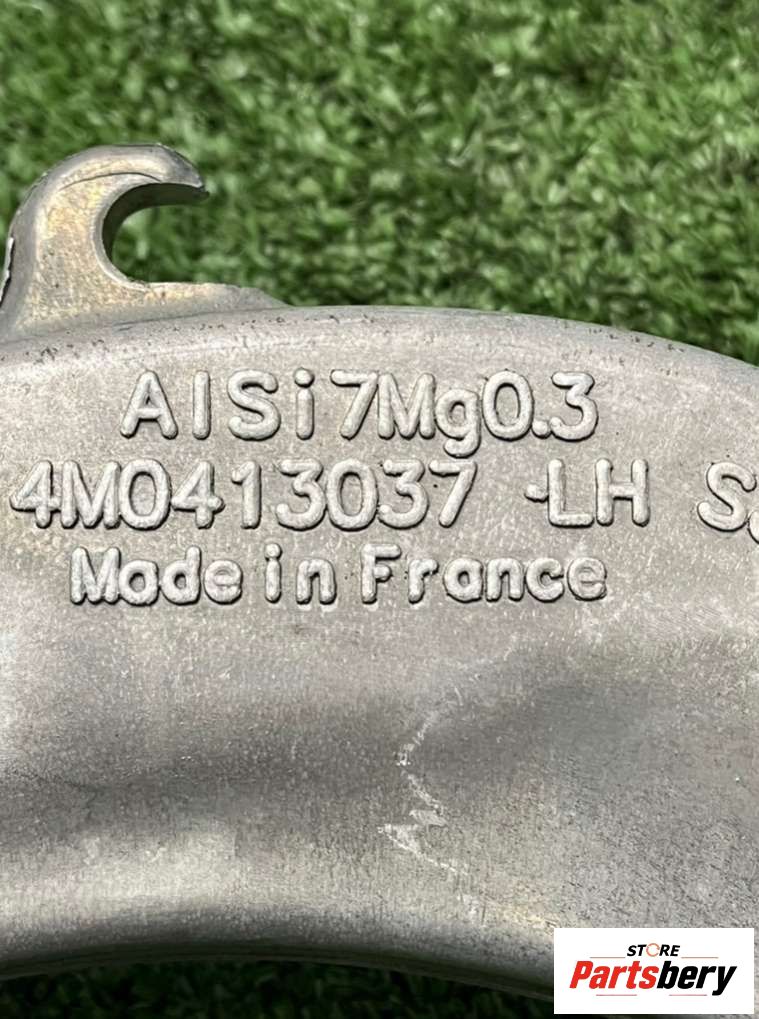 AlSi7Mg0.3
4M0413037 -LH S
Made in France
STORE
Partsbery